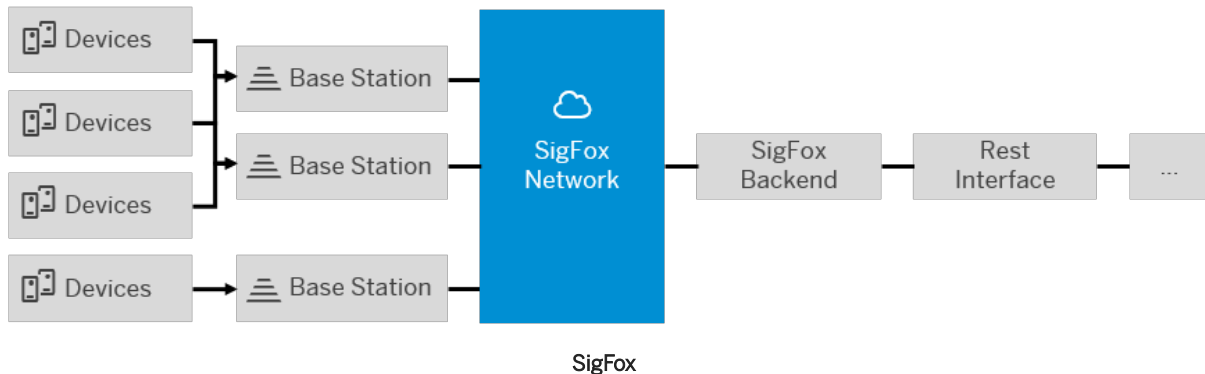 Devices
Devices
Devices
Devices
Base Station
Base Station
Base Station
SigFox
Network
SigFox
Backend
Rest
Interface
...
SigFox